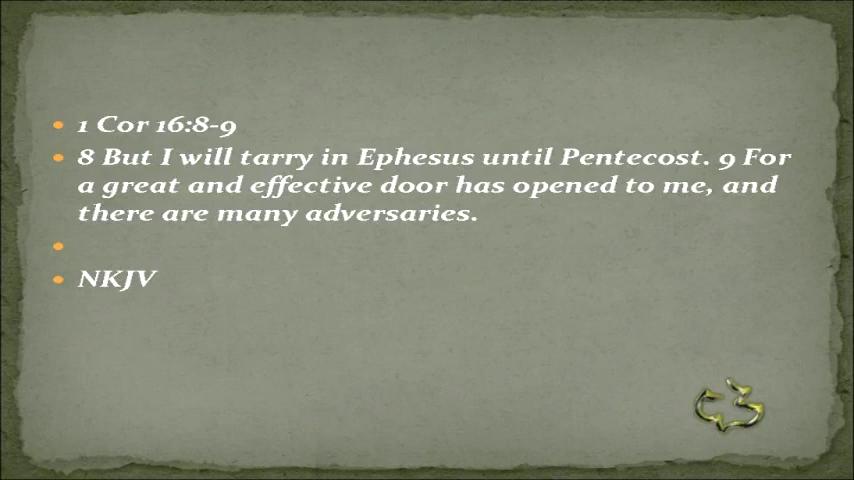 1 Cor 16:8-9
8 But I will tarry in Ephesus until Pentecost. 9 For
a great and effective door has opened to me, and
there are many adversaries.
NKJV